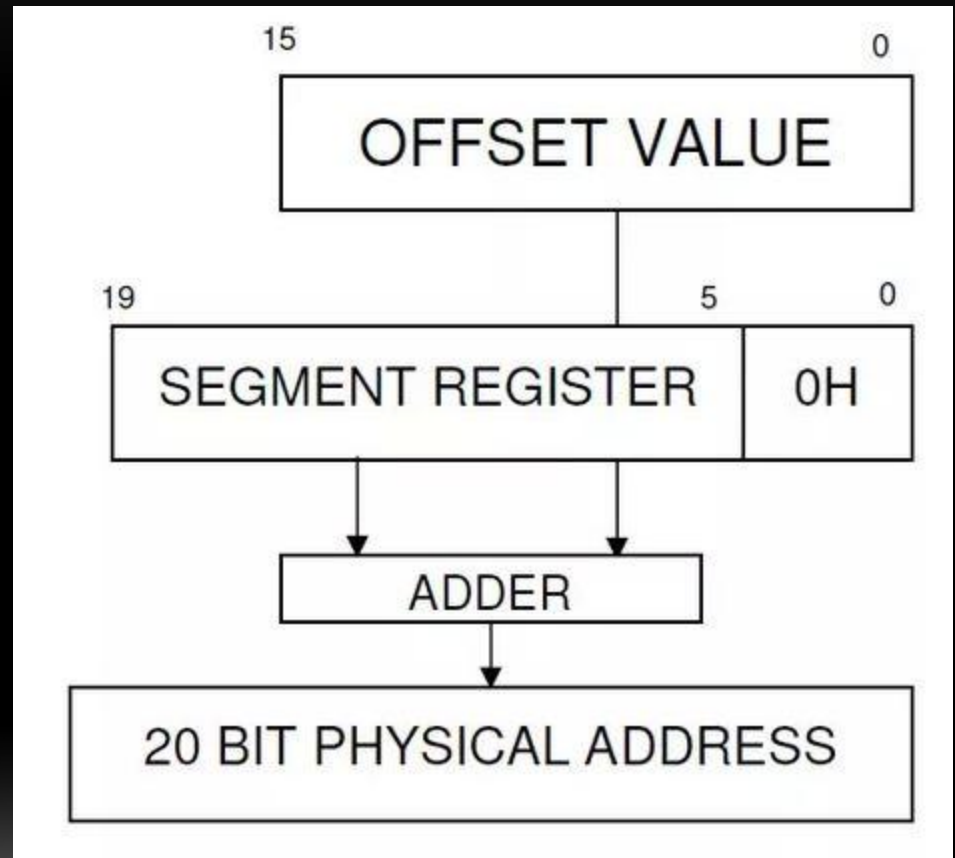 15 0
OFFSET VALUE
19 5 0
SEGMENT REGISTER 0H
ADDER
20 BIT PHYSICAL ADDRESS